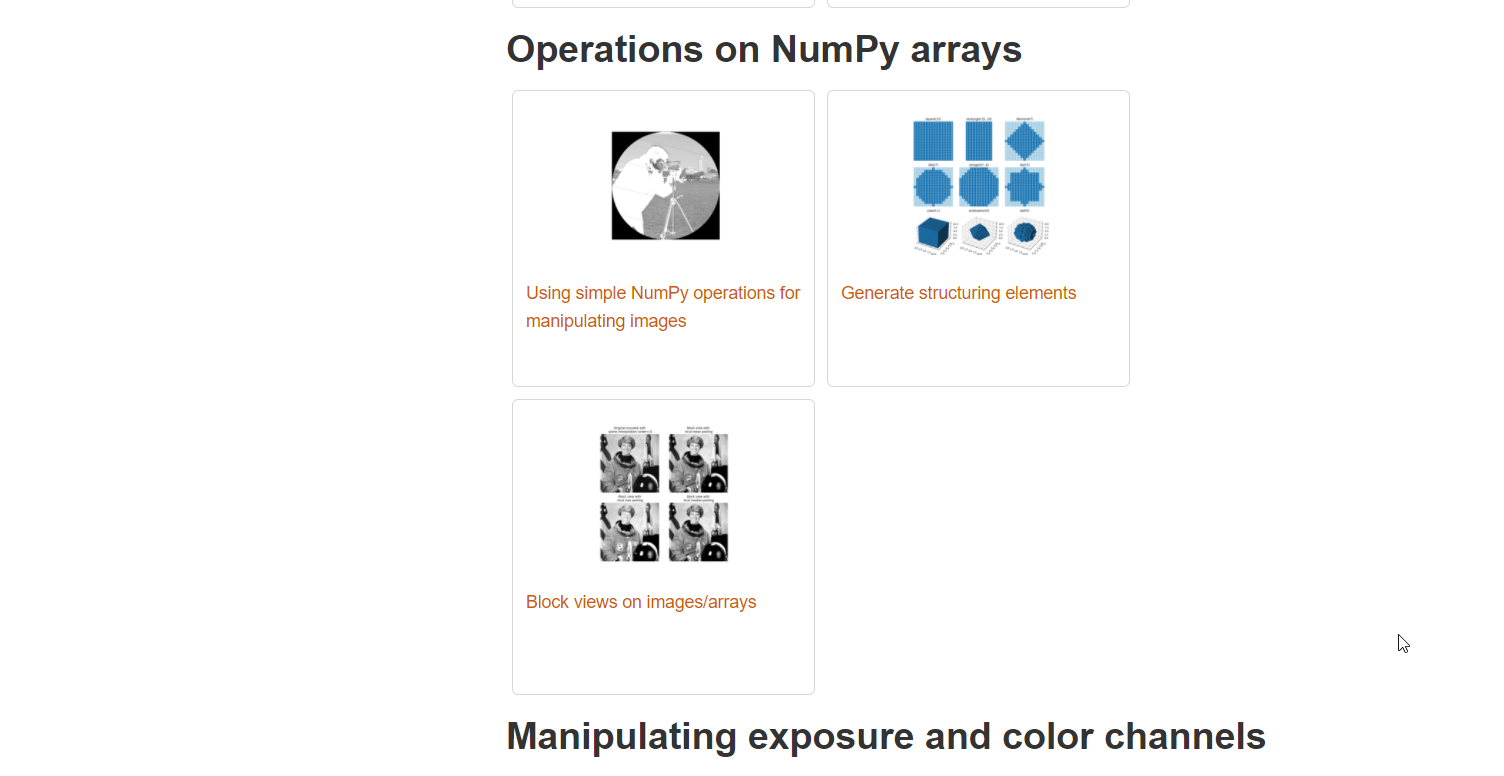 Operations on NumPy arrays
Using simple NumPy operations for
manipulating images
Generate structuring elements
Block views on images/arrays
Manipulating exposure and color channels